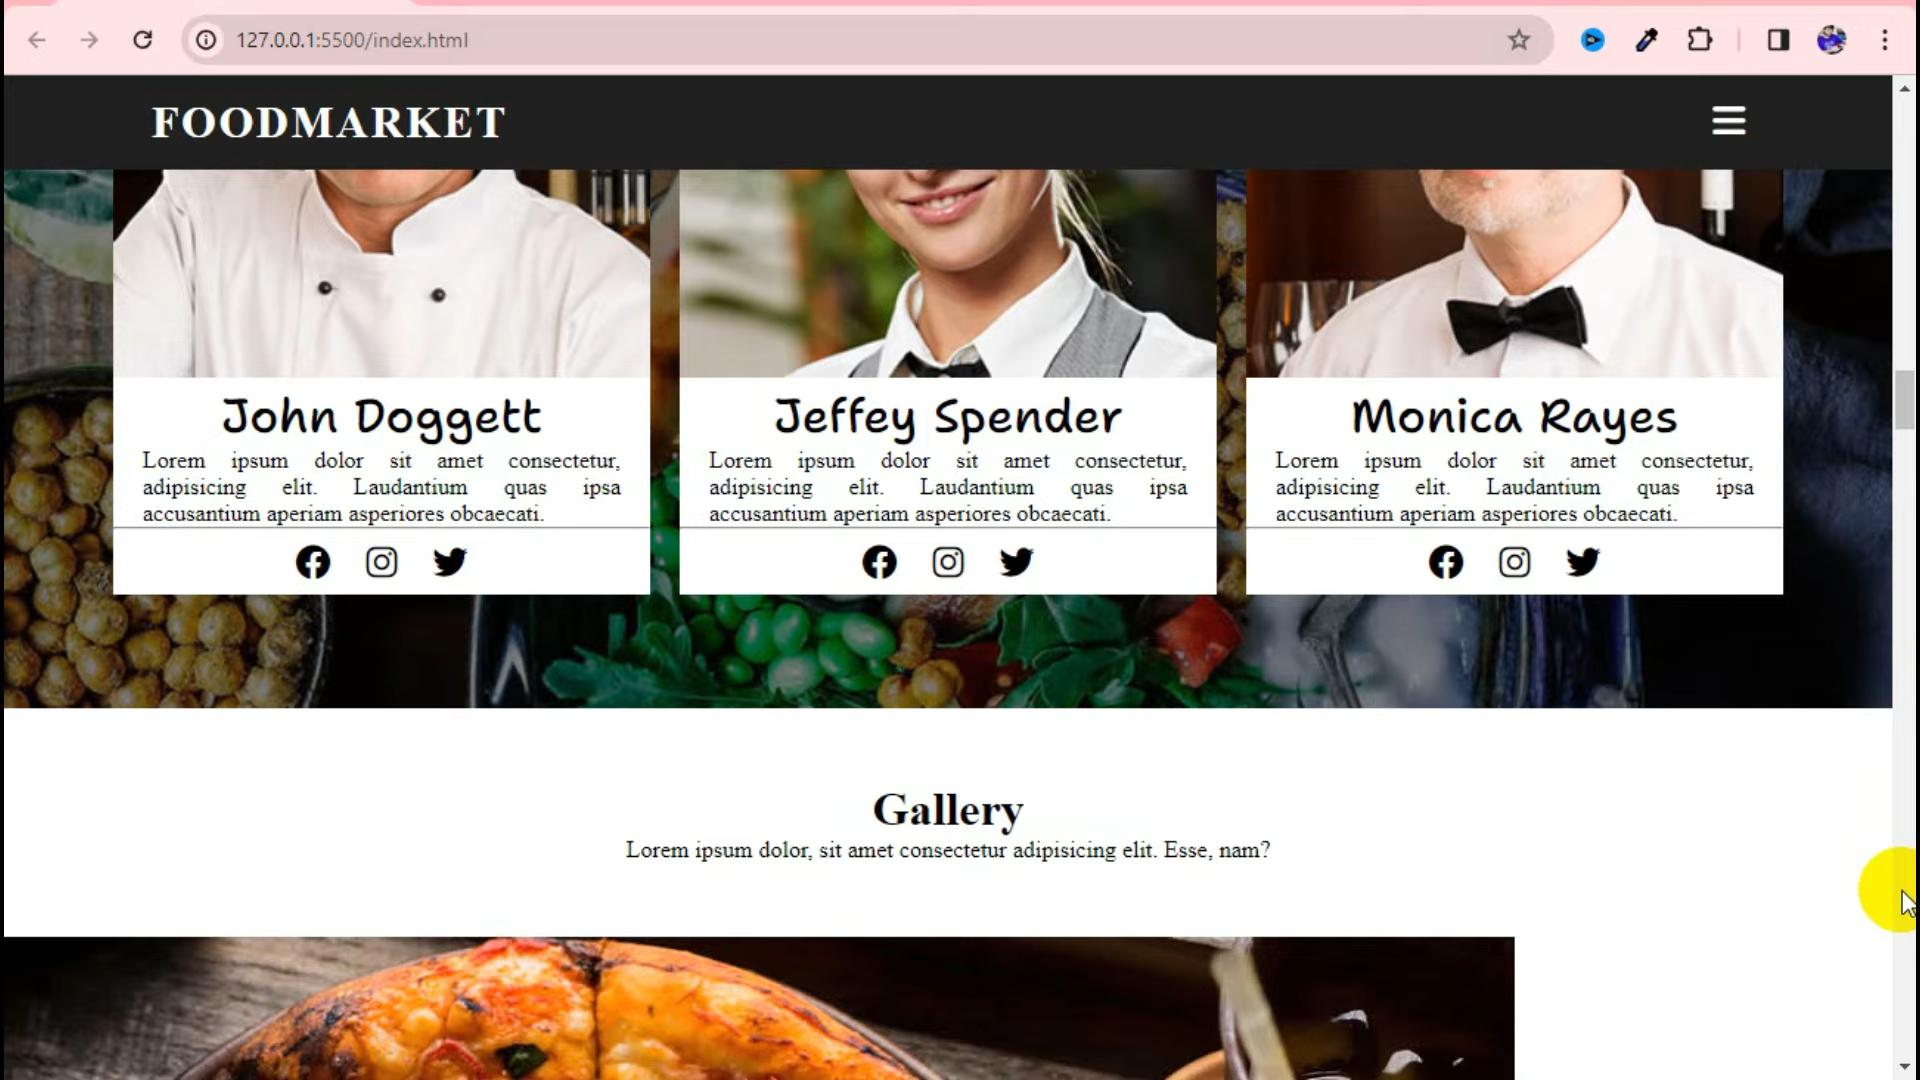 127.0.0.1:5500/index.html
FOODMARKET
John Doggett
Lorem ipsum dolor sit amet consectetur,
adipisicing elit. Laudantium quas ipsa
accusantium aperiam asperiores obcaecati.
Jeffey Spender
Lorem ipsum dolor sit amet consectetur,
adipisicing elit. Laudantium quas ipsa
accusantium aperiam asperiores obcaecati.
Monica Rayes
Lorem ipsum dolor sit amet consectetur,
adipisicing elit. Laudantium quas ipsa
accusantium aperiam asperiores obcaecati.
Gallery
Lorem ipsum dolor, sit amet consectetur adipisicing elit. Esse, nam?